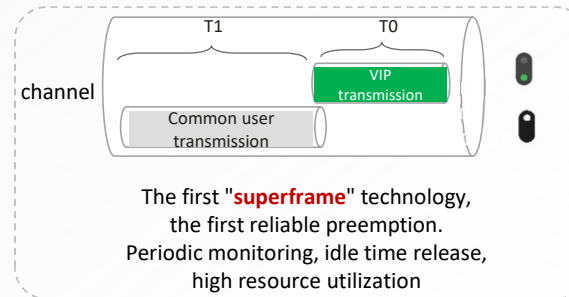 T1 T0
VIP
transmission
channel
Common user
transmission
The first "superframe" technology,
the first reliable preemption.
Periodic monitoring, idle time release,
high resource utilization